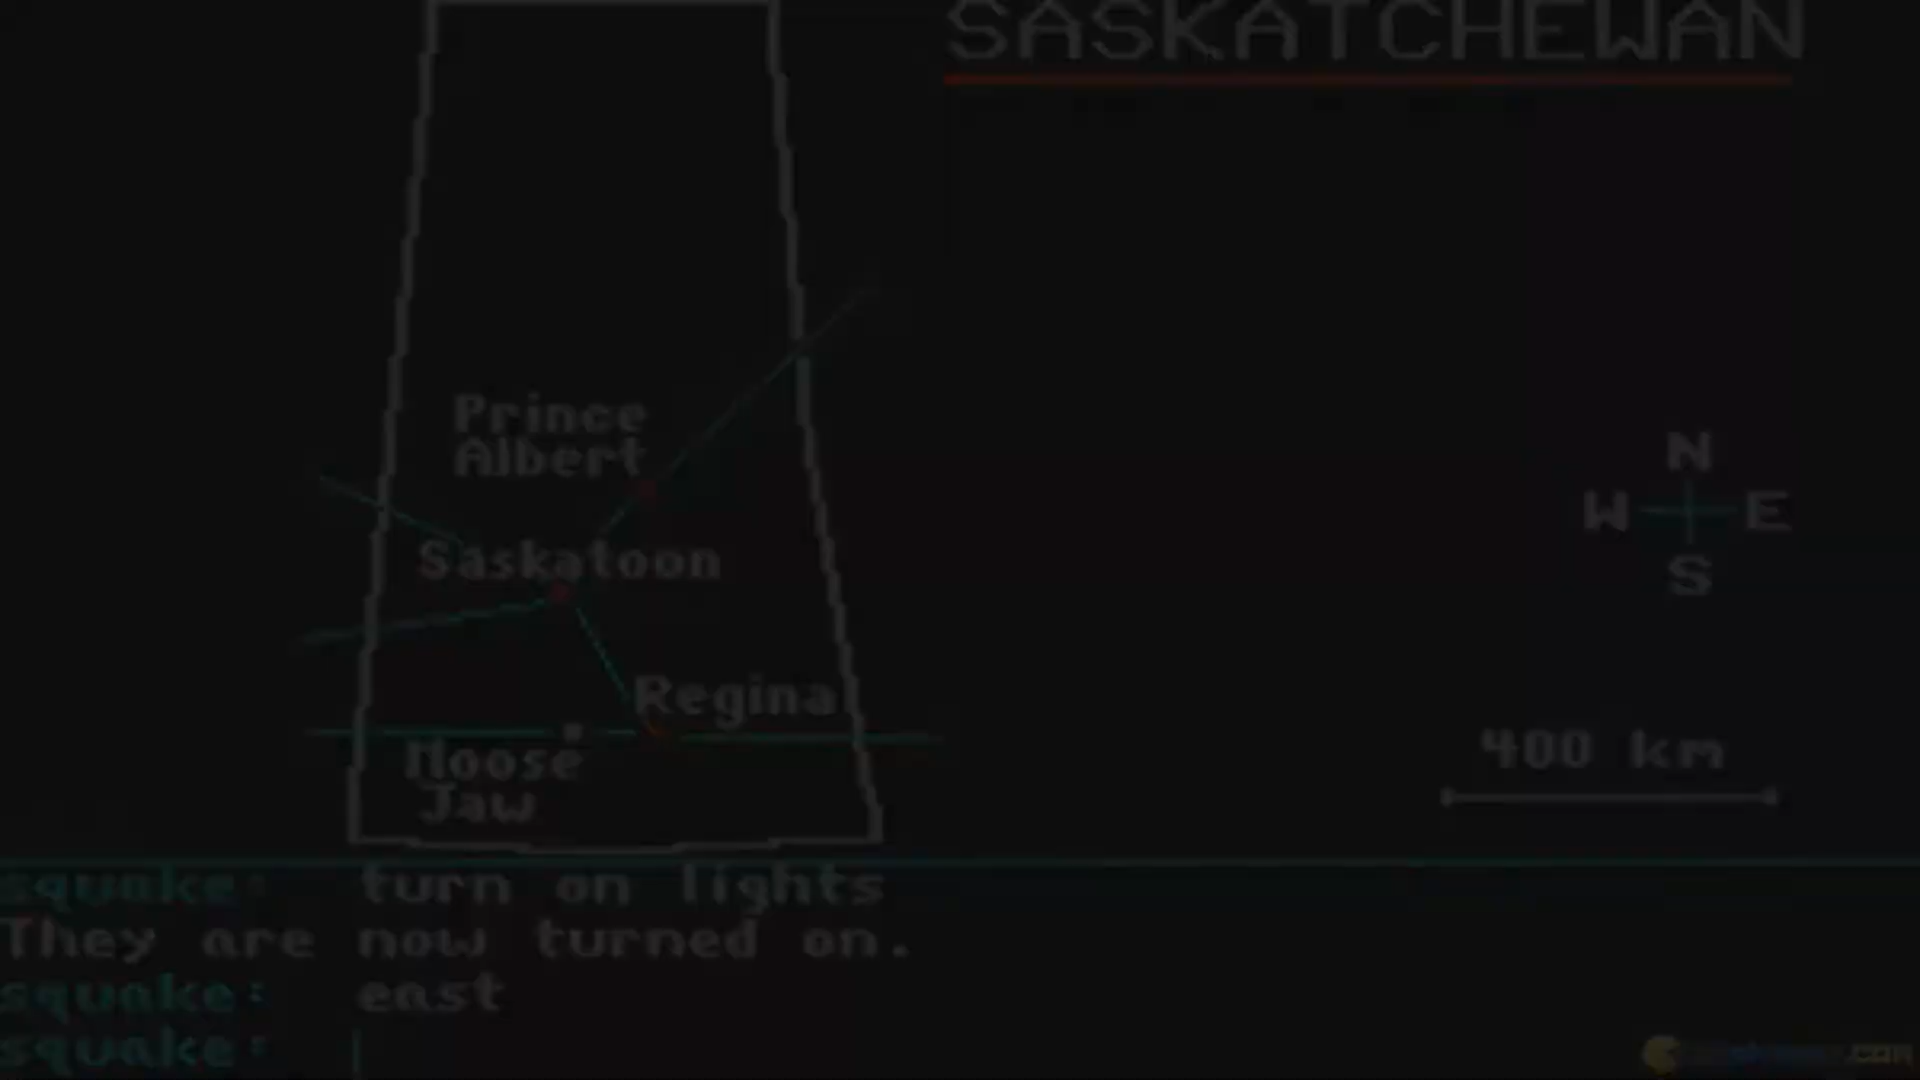 SASKATCHEWAN
Prince
Albert
N
W E
S
Saskatoon
Regina
400 km
Moose
Jaw
squake: turn on lights
They are now turned on.
squake: east
squake: